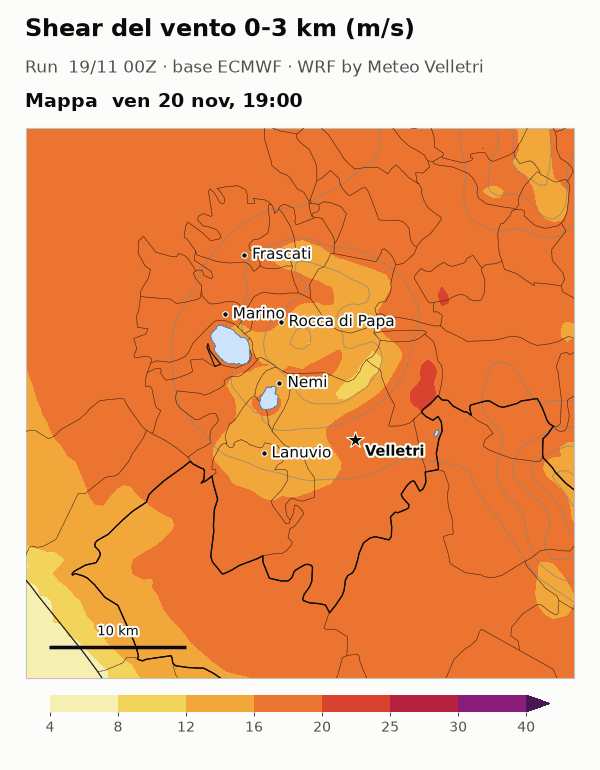 Shear del vento 0-3 km (m/s)
Run  19/11 00Z · base ECMWF · WRF by Meteo Velletri
Mappa  ven 20 nov, 19:00
Frascati
Marino
Rocca di Papa
Nemi
Velletri
Lanuvio
10 km
4 8 12 16 20 25 30 40